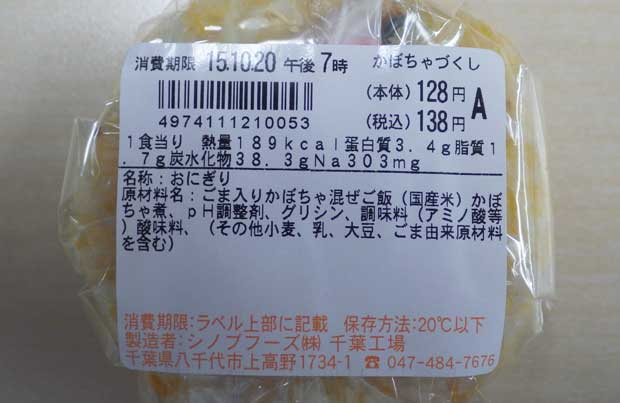 消費期限 15.10.20 午後7時 かぼちゃづくし
(本体) 128円 A
4974111210053 (税込) 138円
1食当り 熱量189kcal蛋白質3.4g脂質1
.7g炭水化物38.3gNa303mg
名称:おにぎり
原材料名:ごま入りかぼちゃ混ぜご飯(国産米)かぼ
ちゃ煮、pH調整剤、グリシン、調味料(アミノ酸等
)酸味料、(その他小麦、乳、大豆、ごま由来原材料
を含む)
消費期限:ラベル上部に記載 保存方法:20℃以下
製造者:シノブフーズ㈱ 千葉工場
千葉県八千代市上高野1734-1 ☎ 047-484-7676